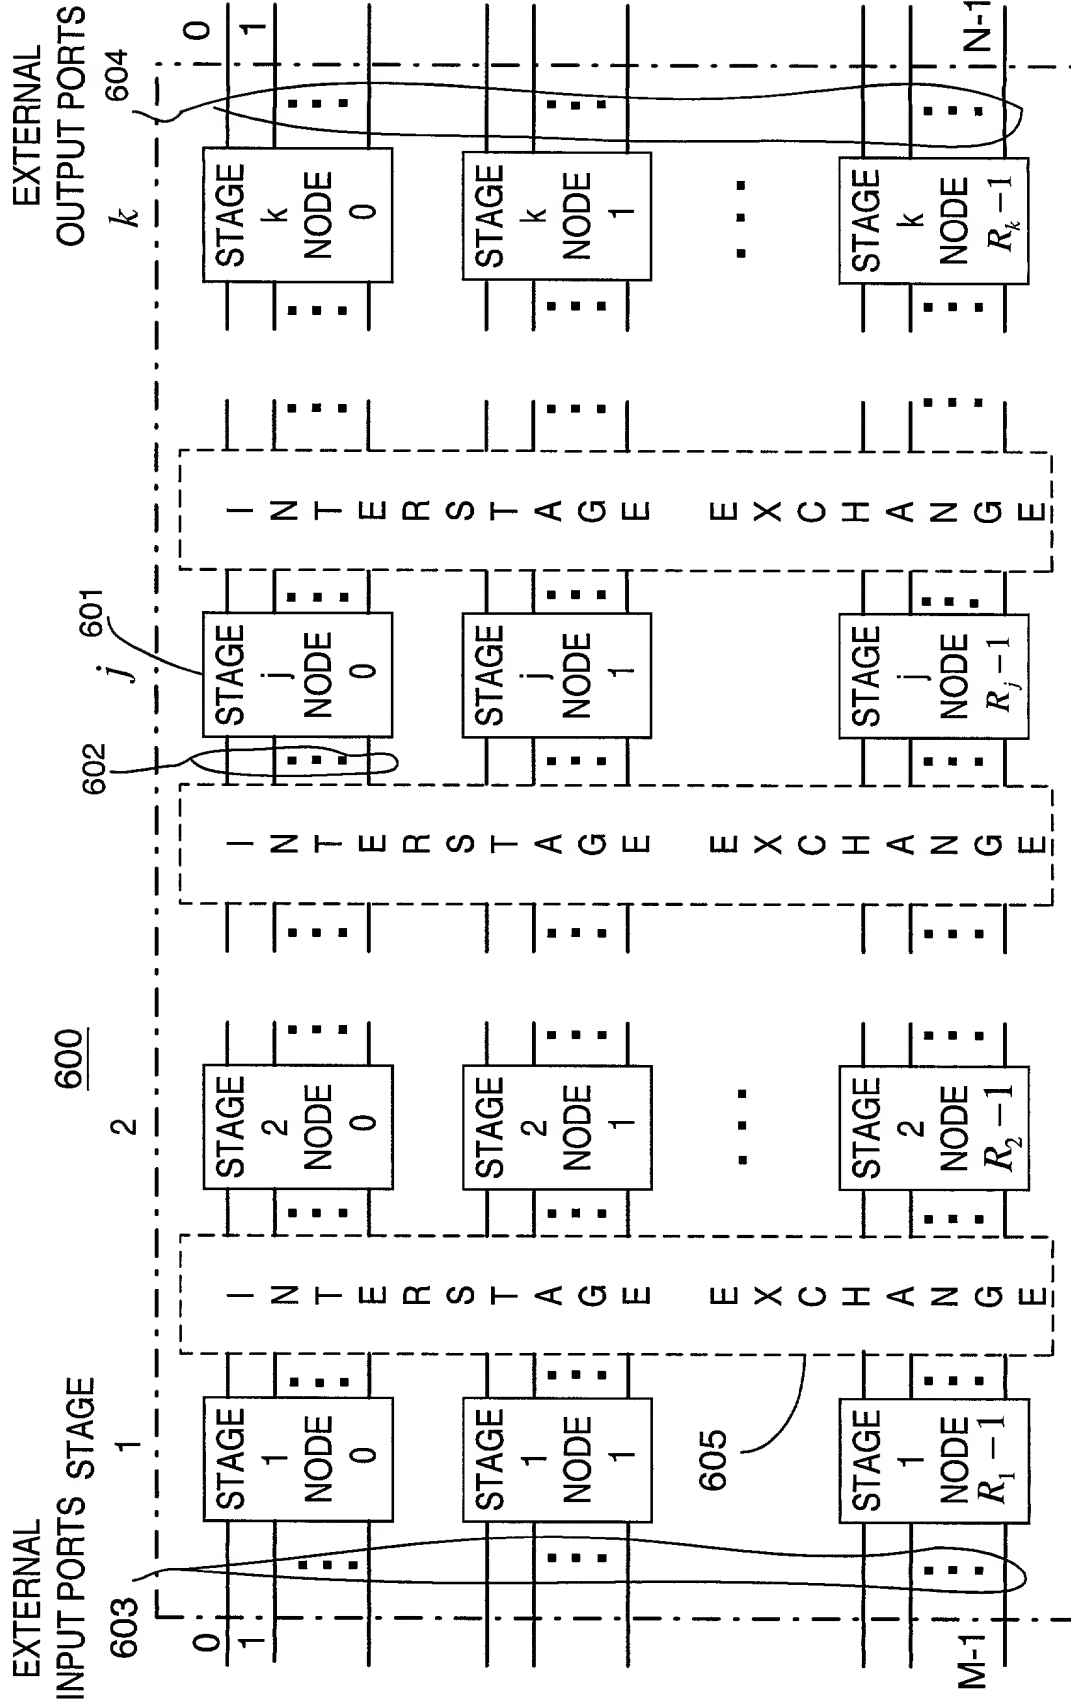 600
EXTERNAL
INPUT PORTS
STAGE
1
2
j
k
EXTERNAL
OUTPUT PORTS
603
602
601
604
0
1
M-1
0
1
N-1
STAGE
1
NODE
0
STAGE
1
NODE
1
STAGE
1
NODE
R₁−1
605
INTERSTAGE EXCHANGE
STAGE
2
NODE
0
STAGE
2
NODE
1
STAGE
2
NODE
R₂−1
INTERSTAGE EXCHANGE
STAGE
j
NODE
0
STAGE
j
NODE
1
STAGE
j
NODE
Rⱼ−1
INTERSTAGE EXCHANGE
STAGE
k
NODE
0
STAGE
k
NODE
1
STAGE
k
NODE
Rₖ−1